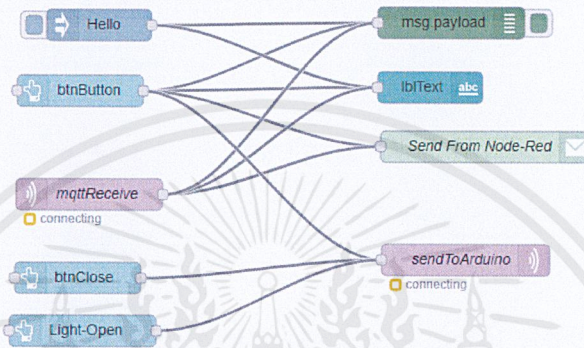 Hello
msg.payload
btnButton
lblText
abc
Send From Node-Red
mqttReceive
connecting
sendToArduino
connecting
btnClose
Light-Open